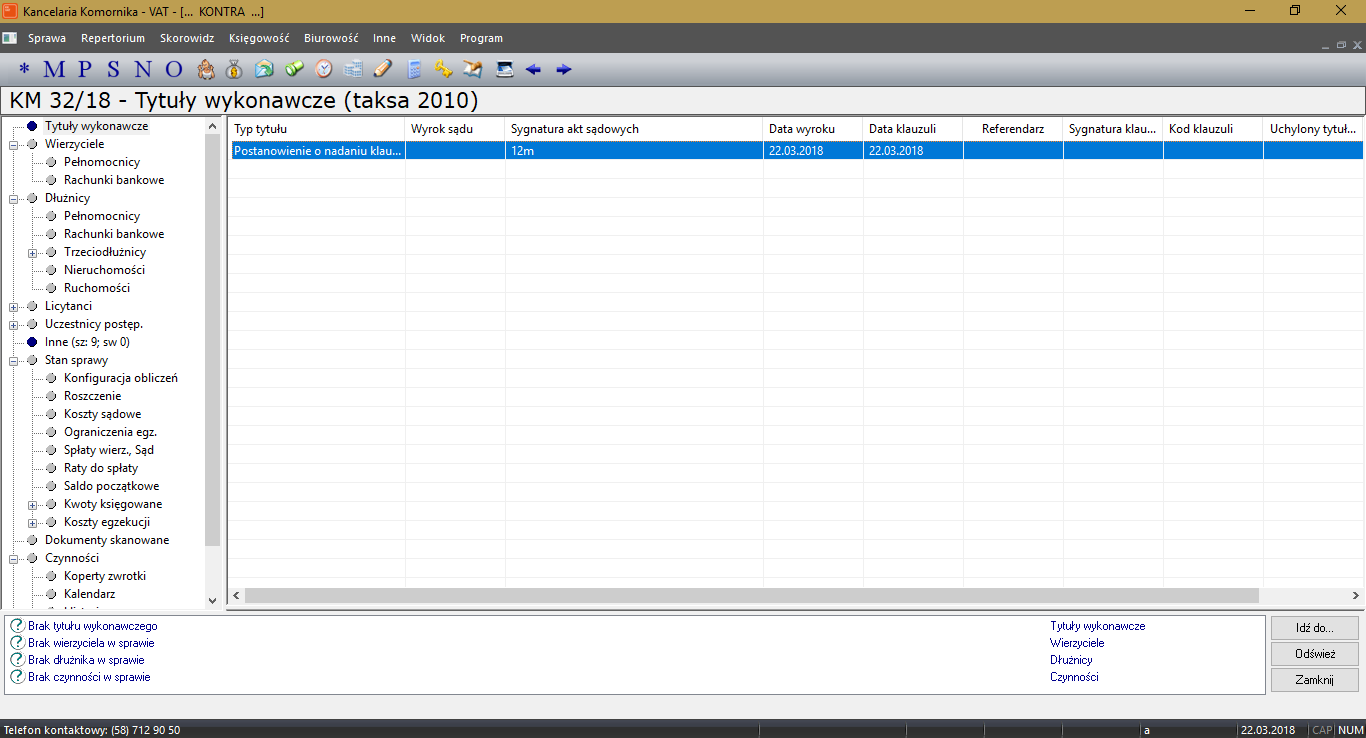 Kancelaria Komornika - VAT - [... KONTRA ...]
Sprawa Repertorium Skorowidz Księgowość Biurowość Inne Widok Program
* M P S N O
KM 32/18 - Tytuły wykonawcze (taksa 2010)
Tytuły wykonawcze
Wierzyciele
Pełnomocnicy
Rachunki bankowe
Dłużnicy
Pełnomocnicy
Rachunki bankowe
Trzeciodłużnicy
Nieruchomości
Ruchomości
Licytanci
Uczestnicy postęp.
Inne (sz: 9; sw 0)
Stan sprawy
Konfiguracja obliczeń
Roszczenie
Koszty sądowe
Ograniczenia egz.
Spłaty wierz., Sąd
Raty do spłaty
Saldo początkowe
Kwoty księgowane
Koszty egzekucji
Dokumenty skanowane
Czynności
Koperty zwrotki
Kalendarz
Typ tytułu Wyrok sądu Sygnatura akt sądowych Data wyroku Data klauzuli Referendarz Sygnatura klau... Kod klauzuli Uchylony tytuł...
Postanowienie o nadaniu klau... 12m 22.03.2018 22.03.2018
Brak tytułu wykonawczego Tytuły wykonawcze
Brak wierzyciela w sprawie Wierzyciele
Brak dłużnika w sprawie Dłużnicy
Brak czynności w sprawie Czynności
Idź do...
Odśwież
Zamknij
Telefon kontaktowy: (58) 712 90 50 a 22.03.2018 CAP NUM